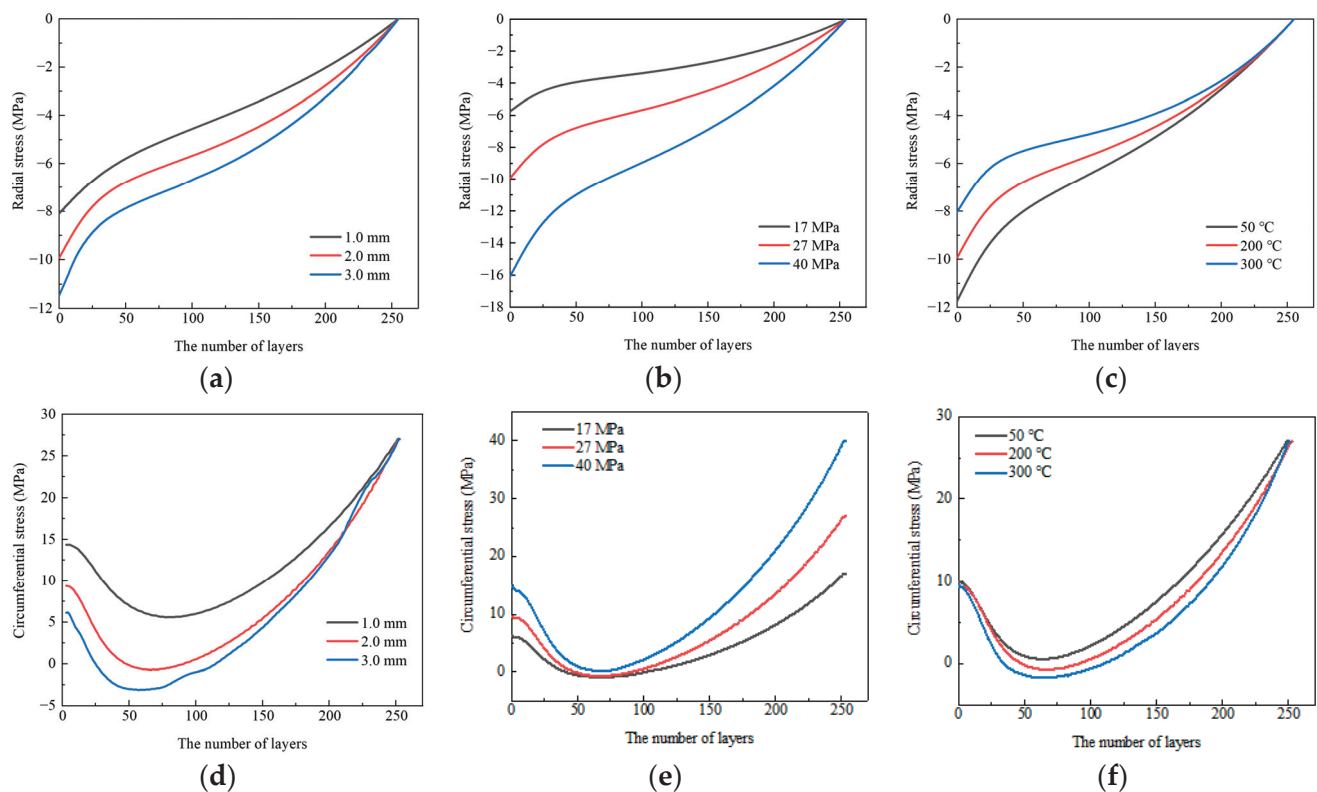 0
−2
−4
−6
−8
−10
−12
Radial stress (MPa)
1.0 mm
2.0 mm
3.0 mm
0 50 100 150 200 250
The number of layers
(a)
0
−2
−4
−6
−8
−10
−12
−14
−16
−18
Radial stress (MPa)
17 MPa
27 MPa
40 MPa
0 50 100 150 200 250
The number of layers
(b)
0
−2
−4
−6
−8
−10
−12
Radial stress (MPa)
50 °C
200 °C
300 °C
0 50 100 150 200 250
The number of layers
(c)
30
25
20
15
10
5
0
−5
Circumferential stress (MPa)
1.0 mm
2.0 mm
3.0 mm
0 50 100 150 200 250
The number of layers
(d)
40
30
20
10
0
Circumferential stress (MPa)
17 MPa
27 MPa
40 MPa
0 50 100 150 200 250
The number of layers
(e)
30
20
10
0
Circumferential stress (MPa)
50 °C
200 °C
300 °C
0 50 100 150 200 250
The number of layers
(f)